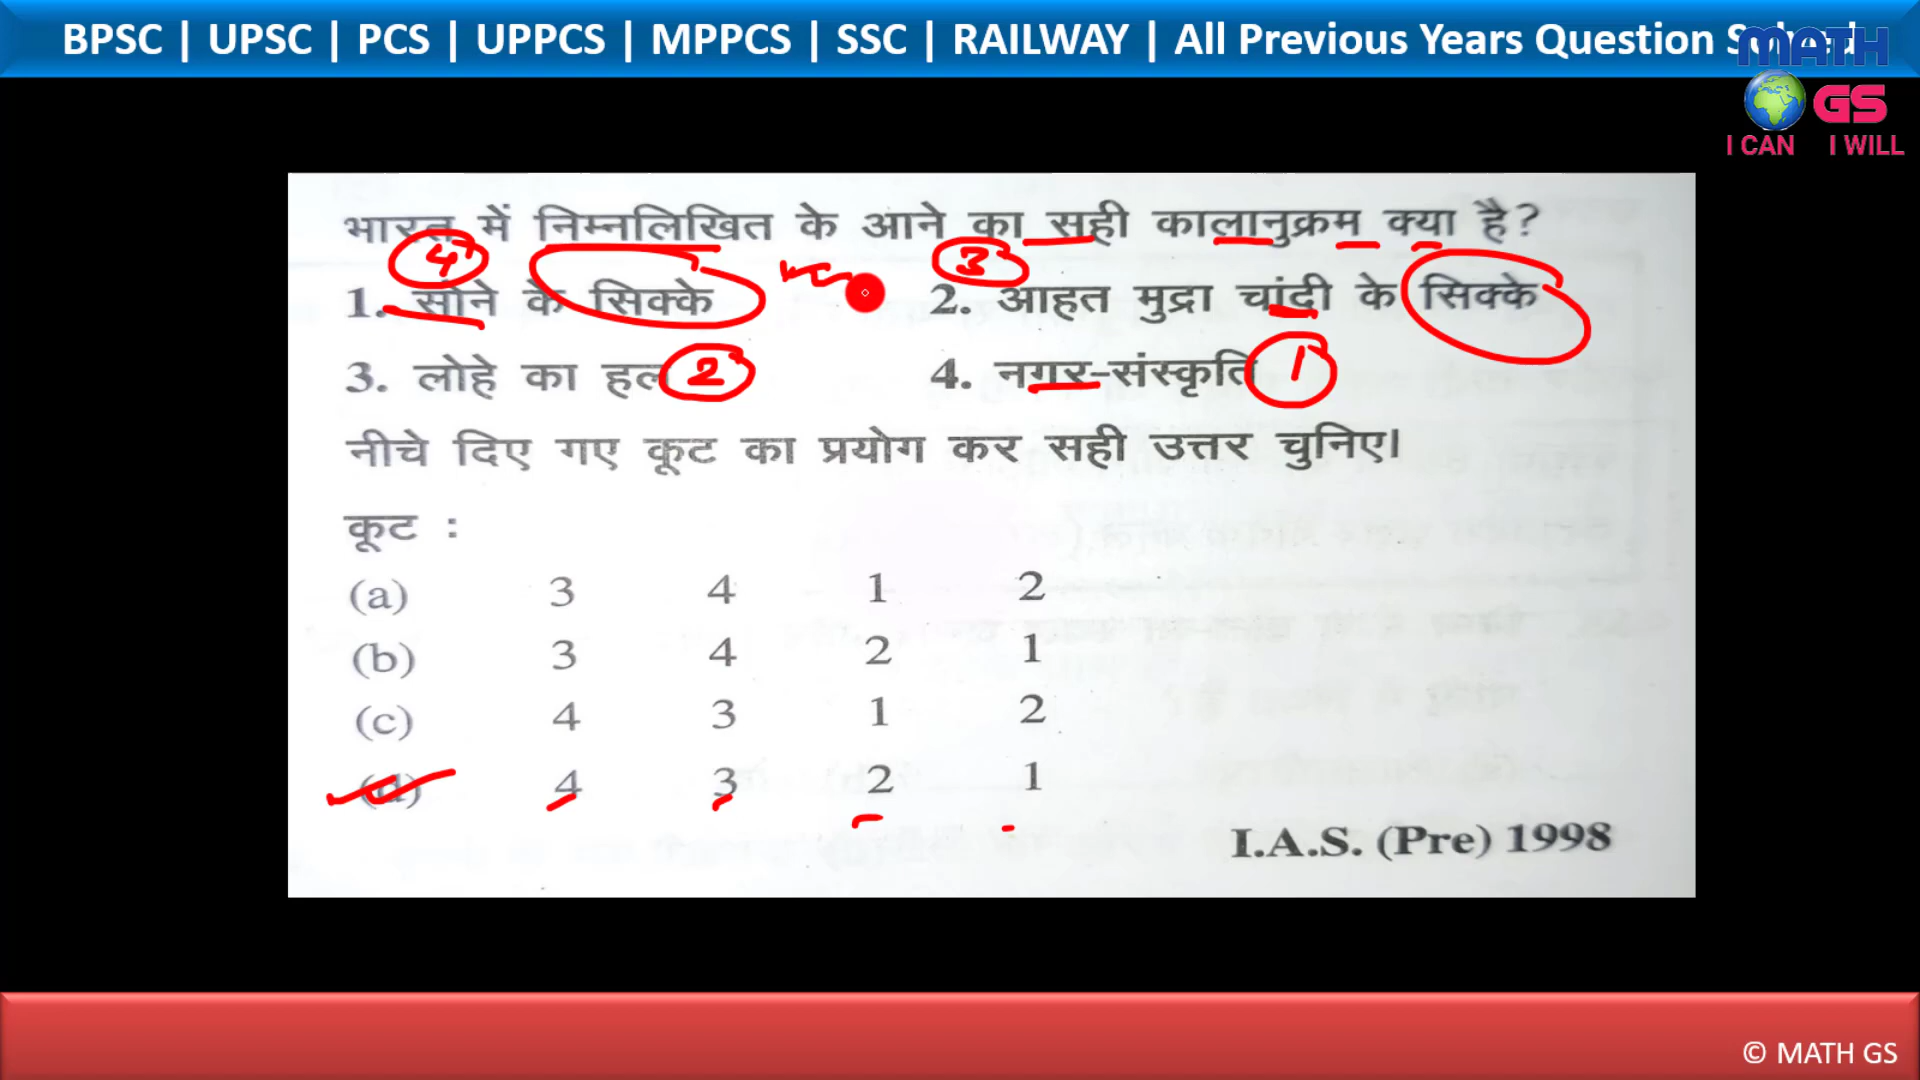 BPSC | UPSC | PCS | UPPCS | MPPCS | SSC | RAILWAY | All Previous Years Question
MATH
GS
I CAN I WILL
भारत में निम्नलिखित के आने का सही कालानुक्रम क्या है?
4 3
1. सोने के सिक्के 2. आहत मुद्रा चांदी के सिक्के
3. लोहे का हल 2 4. नगर-संस्कृति 1
नीचे दिए गए कूट का प्रयोग कर सही उत्तर चुनिए।
कूट :
(a) 3 4 1 2
(b) 3 4 2 1
(c) 4 3 1 2
(d) 4 3 2 1
I.A.S. (Pre) 1998
© MATH GS